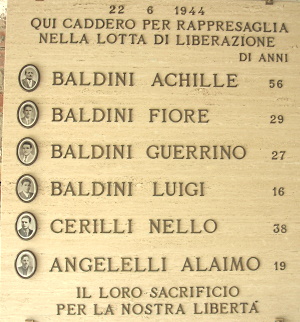 22 6 1944
QUI CADDERO PER RAPPRESAGLIA
NELLA LOTTA DI LIBERAZIONE
DI ANNI
BALDINI ACHILLE 56
BALDINI FIORE 29
BALDINI GUERRINO 27
BALDINI LUIGI 16
CERILLI NELLO 38
ANGELELLI ALAIMO 19
IL LORO SACRIFICIO
PER LA NOSTRA LIBERTÁ